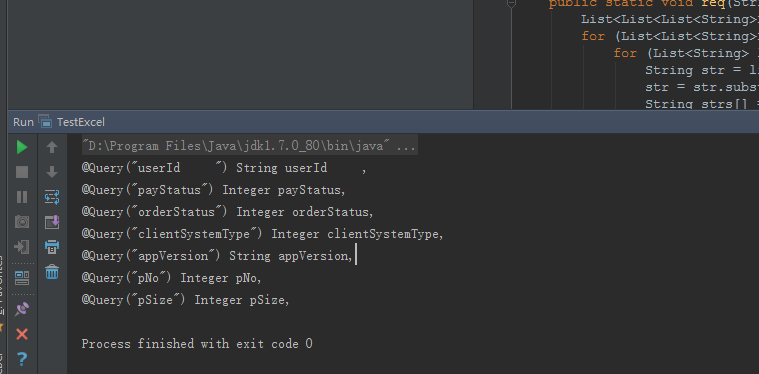 public static void req(Str
List<List<List<String>
for (List<List<String>
for (List<String>
String str = l
str = str.subst
String strs[] =
Run TestExcel
"D:\Program Files\Java\jdk1.7.0_80\bin\java" ...
@Query("userId     ") String userId     ,
@Query("payStatus") Integer payStatus,
@Query("orderStatus") Integer orderStatus,
@Query("clientSystemType") Integer clientSystemType,
@Query("appVersion") String appVersion,
@Query("pNo") Integer pNo,
@Query("pSize") Integer pSize,
Process finished with exit code 0